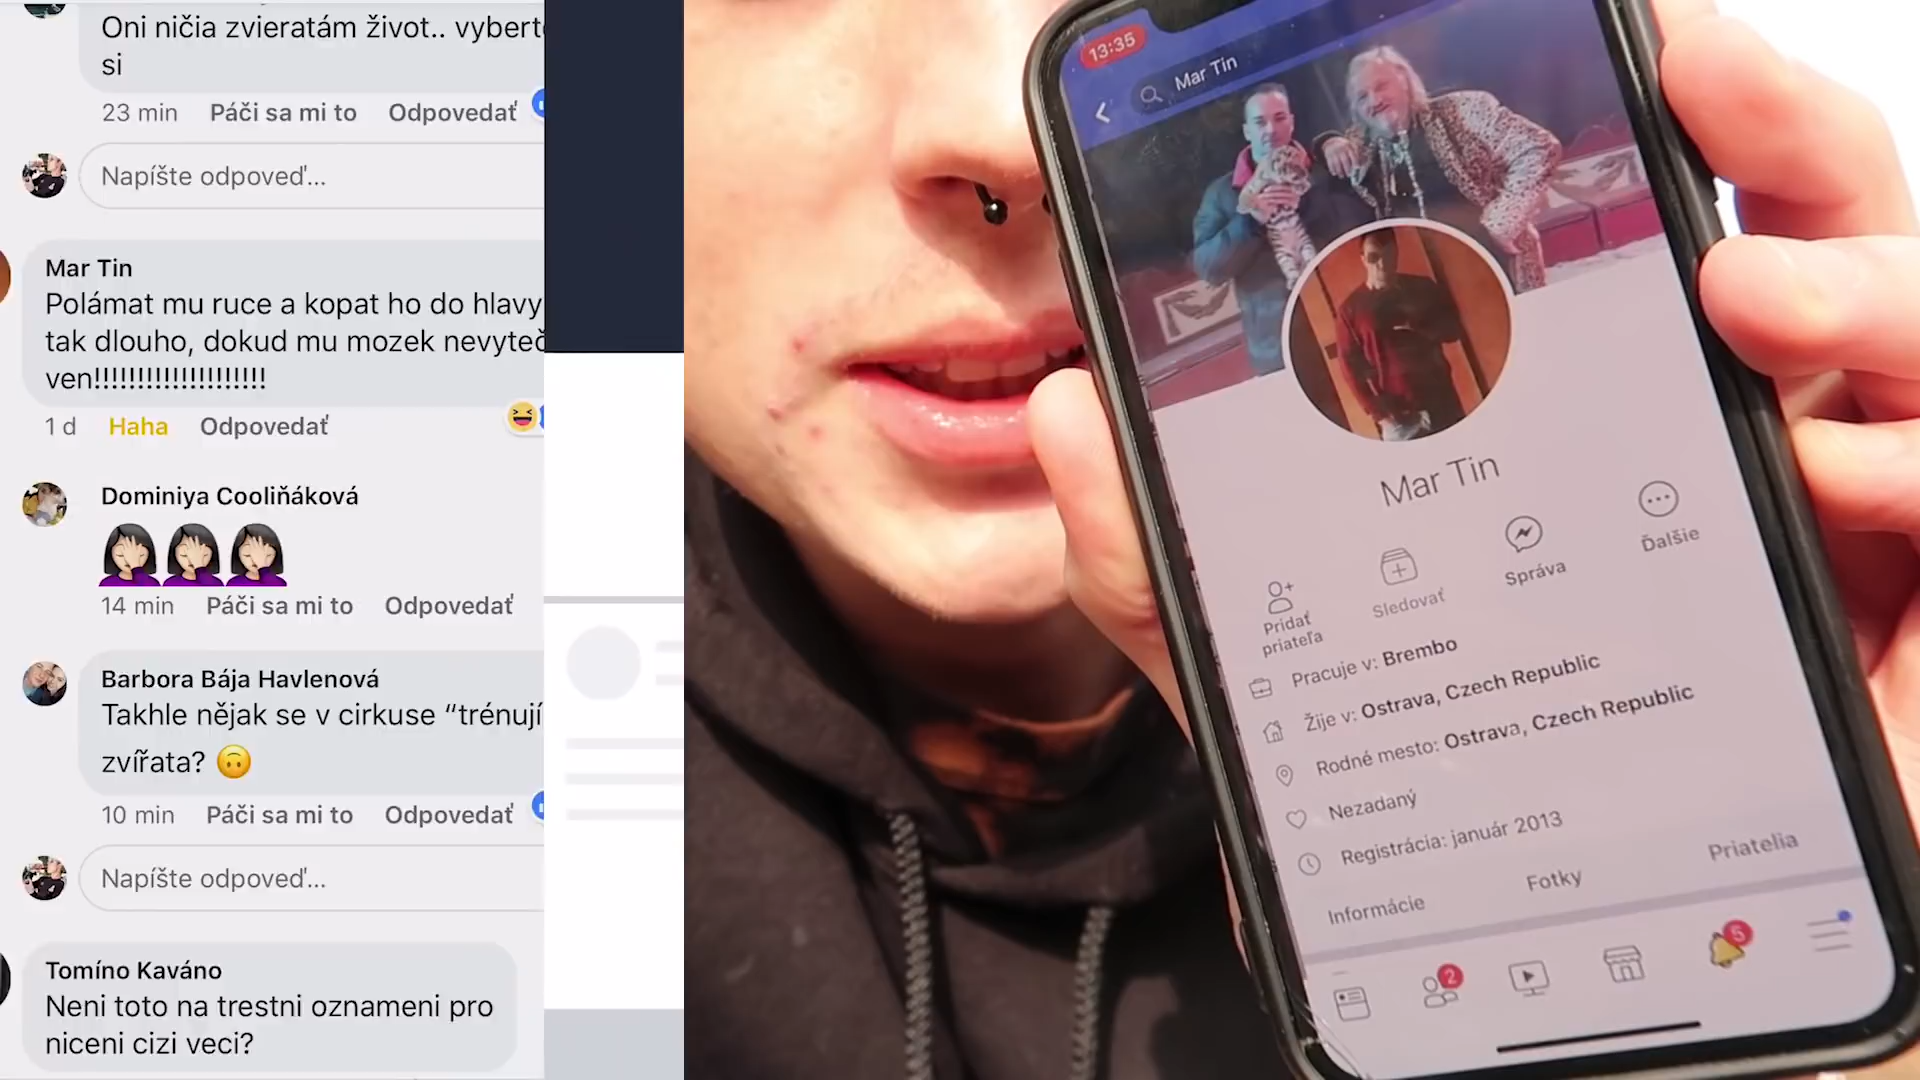 Oni ničia zvieratám život.. vyberte
si
23 min Páči sa mi to Odpovedať
Napíšte odpoveď...
Mar Tin
Polámat mu ruce a kopat ho do hlavy
tak dlouho, dokud mu mozek nevyteč
ven!!!!!!!!!!!!!!!!!!!!
1 d Haha Odpovedať
Dominiya Cooliňáková
14 min Páči sa mi to Odpovedať
Barbora Bája Havlenová
Takhle nějak se v cirkuse “trénují
zvířata?
10 min Páči sa mi to Odpovedať
Napíšte odpoveď...
Tomíno Kaváno
Neni toto na trestni oznameni pro
niceni cizi veci?
13:35
Mar Tin
Mar Tin
Pridať
priateľa
Sledovať
Správa
Ďalšie
Pracuje v: Brembo
Žije v: Ostrava, Czech Republic
Rodné mesto: Ostrava, Czech Republic
Nezadaný
Registrácia: január 2013
Informácie Fotky Priatelia
2
5